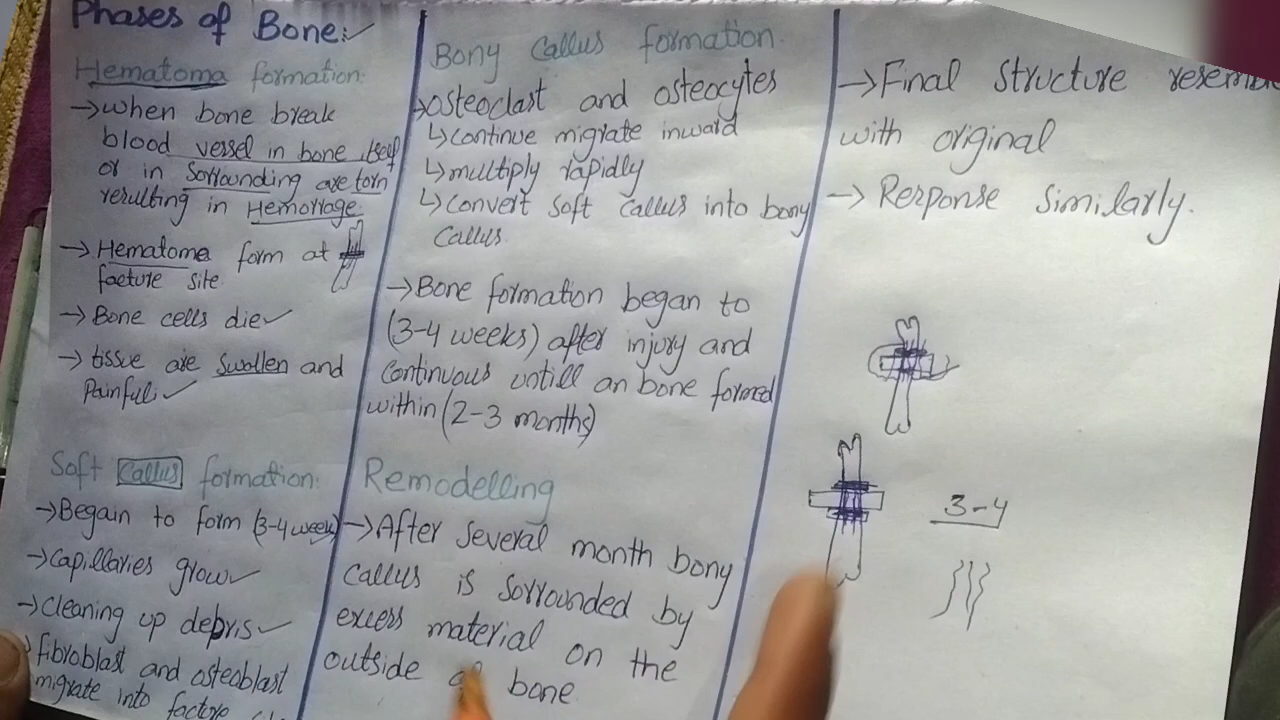 Phases of Bone:
Hematoma formation:
→when bone break
blood vessel in bone itself
or in Sorrounding are torn
resulting in Hemorrage.
→Hematoma form at
facture site
→Bone cells die
→tissue are Swollen and
Painful.
Soft Callus formation:
→Begain to form (3-4 week)
→Capillaries grow
→Cleaning up debris
fibroblast and osteoblast
migrate into facture
Bony Callus formation.
→osteoclast and osteocytes
↳continue migrate inward
↳multiply rapidly
↳convert Soft Callus into bony
Callus
→Bone formation began to
(3-4 weeks) after injury and
continuous untill an bone formed
within (2-3 months)
Remodelling
→After Several month bony
Callus is Sorrounded by
excess material on the
outside of bone.
→Final Structure
with original
→Response Similarly.
3-4